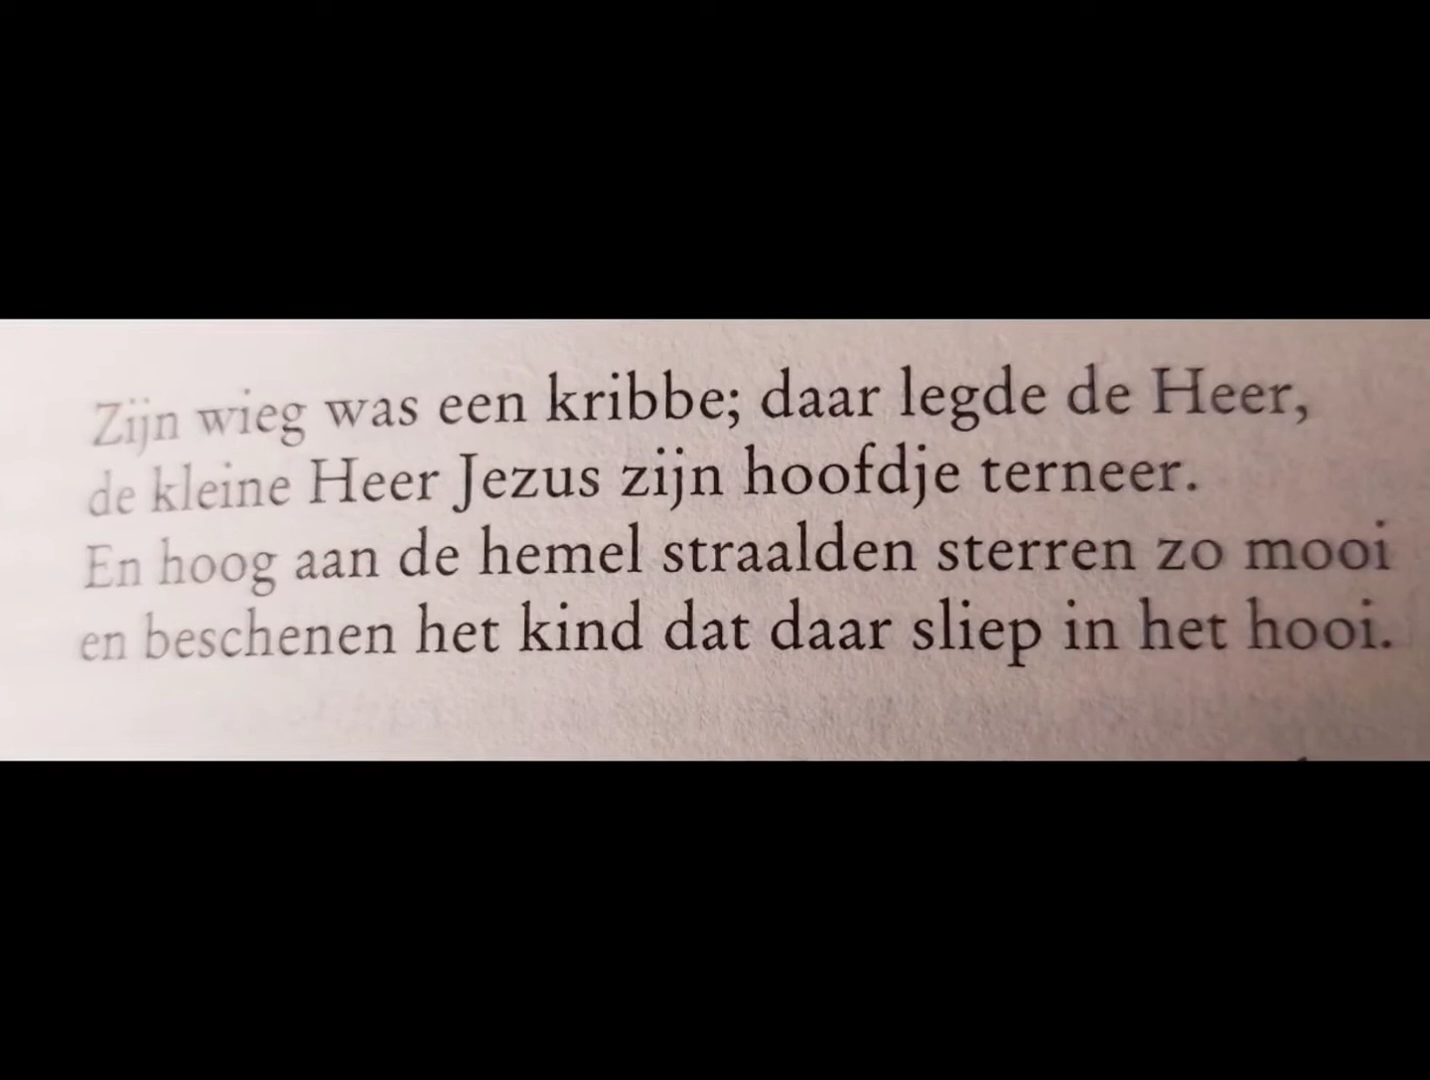 Zijn wieg was een kribbe; daar legde de Heer,
de kleine Heer Jezus zijn hoofdje terneer.
En hoog aan de hemel straalden sterren zo mooi
en beschenen het kind dat daar sliep in het hooi.